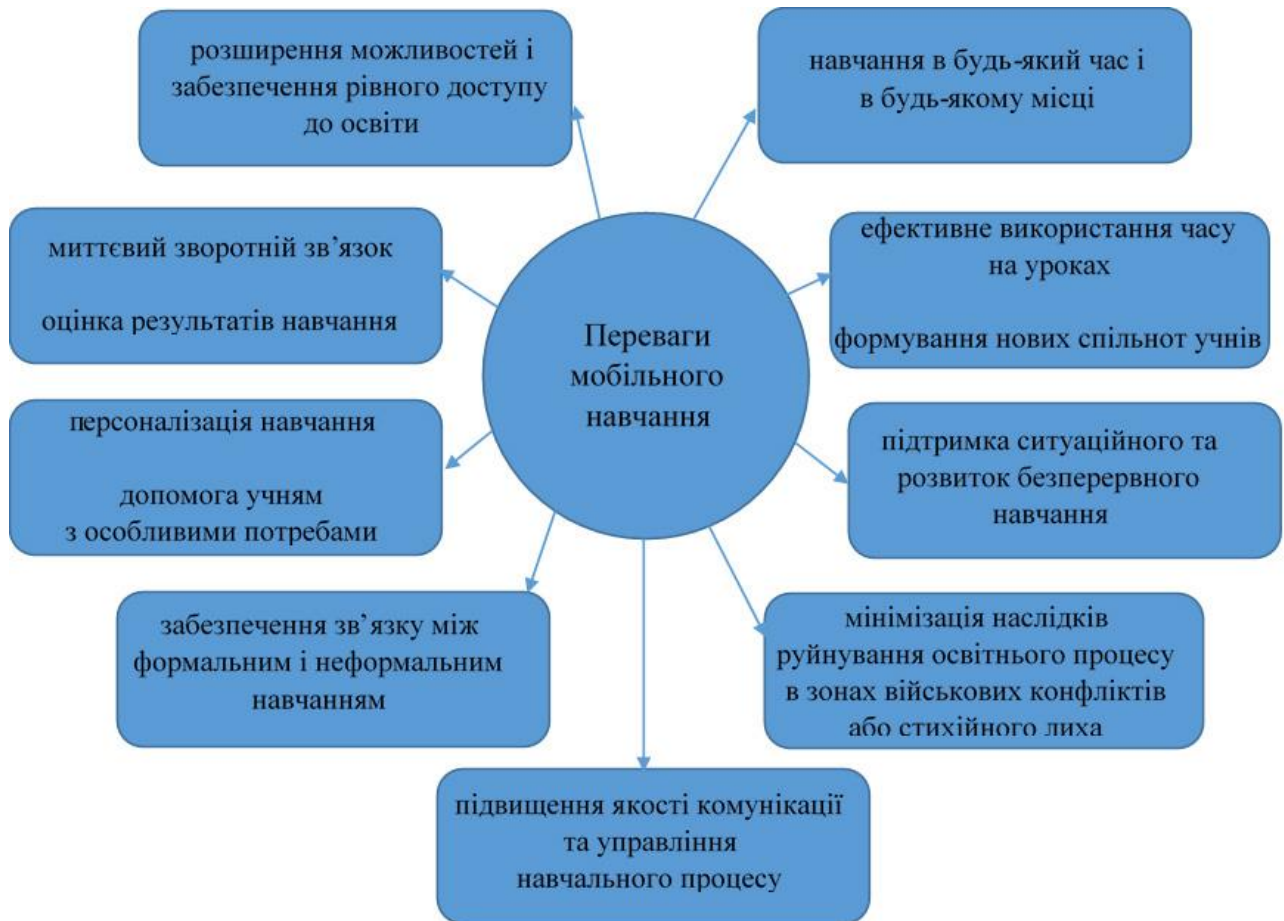 розширення можливостей і
забезпечення рівного доступу
до освіти
навчання в будь-який час і
в будь-якому місці
миттєвий зворотній зв’язок
оцінка результатів навчання
ефективне використання часу
на уроках
формування нових спільнот учнів
Переваги
мобільного
навчання
персоналізація навчання
допомога учням
з особливими потребами
підтримка ситуаційного та
розвиток безперервного
навчання
забезпечення зв’язку між
формальним і неформальним
навчанням
мінімізація наслідків
руйнування освітнього процесу
в зонах військових конфліктів
або стихійного лиха
підвищення якості комунікації
та управління
навчального процесу